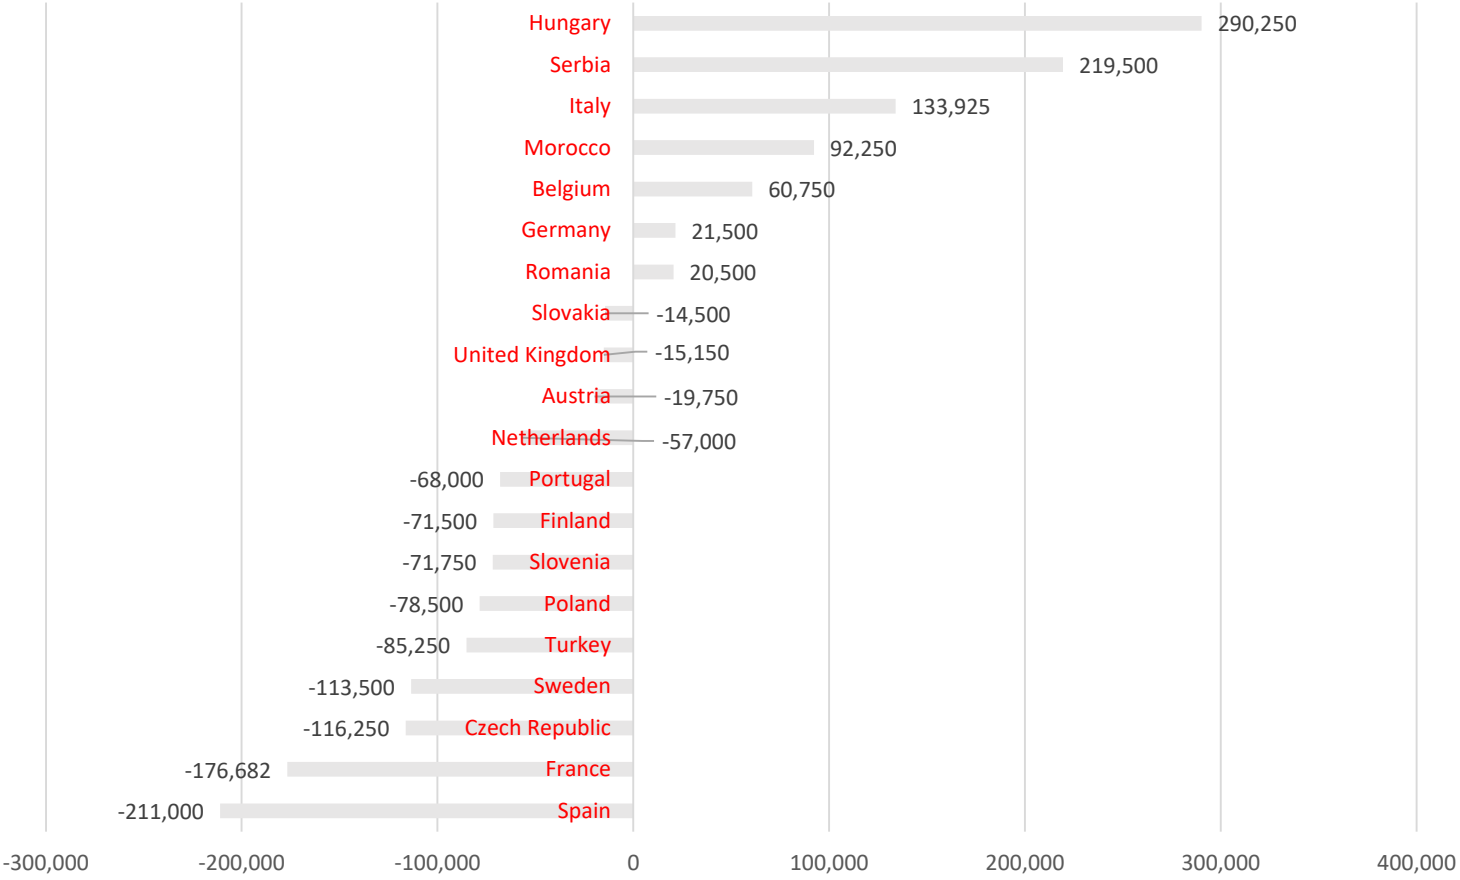 Hungary 290,250
Serbia 219,500
Italy 133,925
Morocco 92,250
Belgium 60,750
Germany 21,500
Romania 20,500
Slovakia -14,500
United Kingdom -15,150
Austria -19,750
Netherlands -57,000
-68,000 Portugal
-71,500 Finland
-71,750 Slovenia
-78,500 Poland
-85,250 Turkey
-113,500 Sweden
-116,250 Czech Republic
-176,682 France
-211,000 Spain
-300,000 -200,000 -100,000 0 100,000 200,000 300,000 400,000